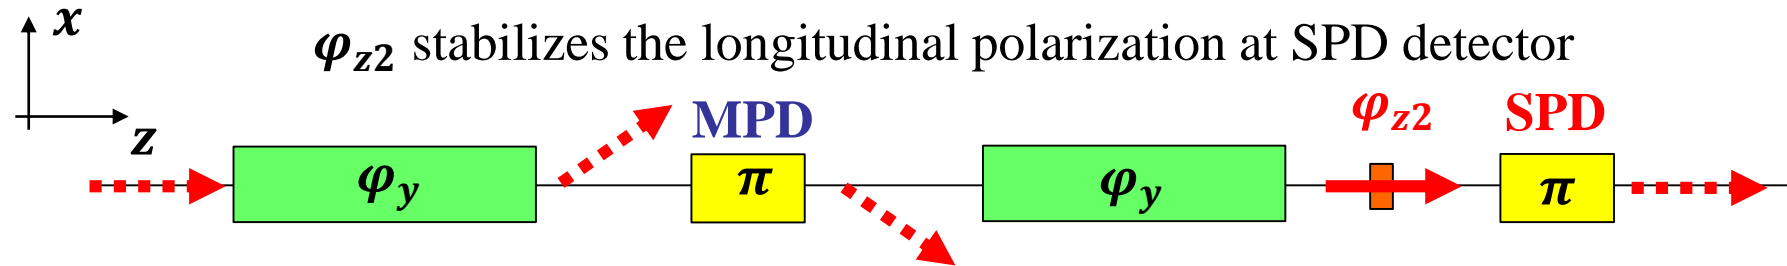 x
φz2 stabilizes the longitudinal polarization at SPD detector
z
MPD
φz2
SPD
φy
π
φy
π